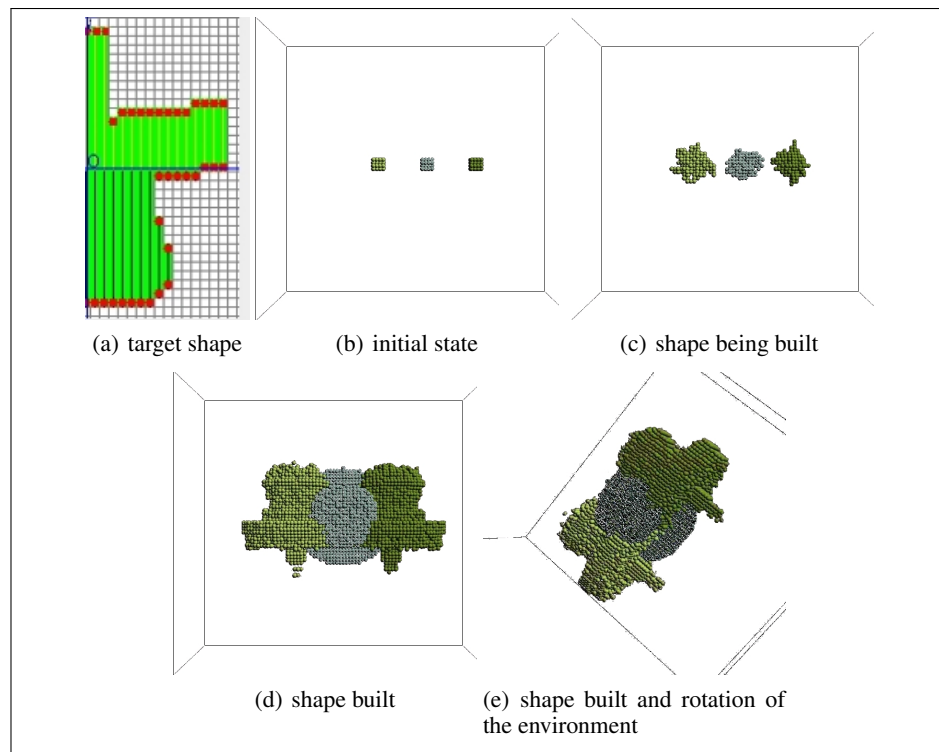 (a) target shape
(b) initial state
(c) shape being built
(d) shape built
(e) shape built and rotation of
the environment